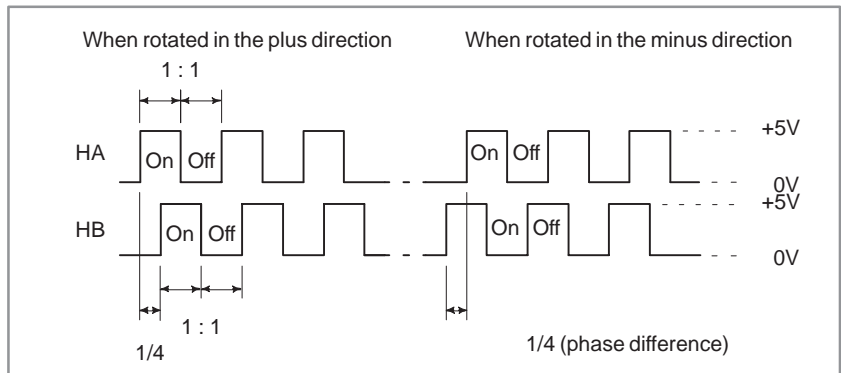 When rotated in the plus direction
When rotated in the minus direction
1 : 1
HA
On
Off
On
Off
+5V
0V
HB
On
Off
On
Off
+5V
0V
1 : 1
1/4
1/4 (phase difference)